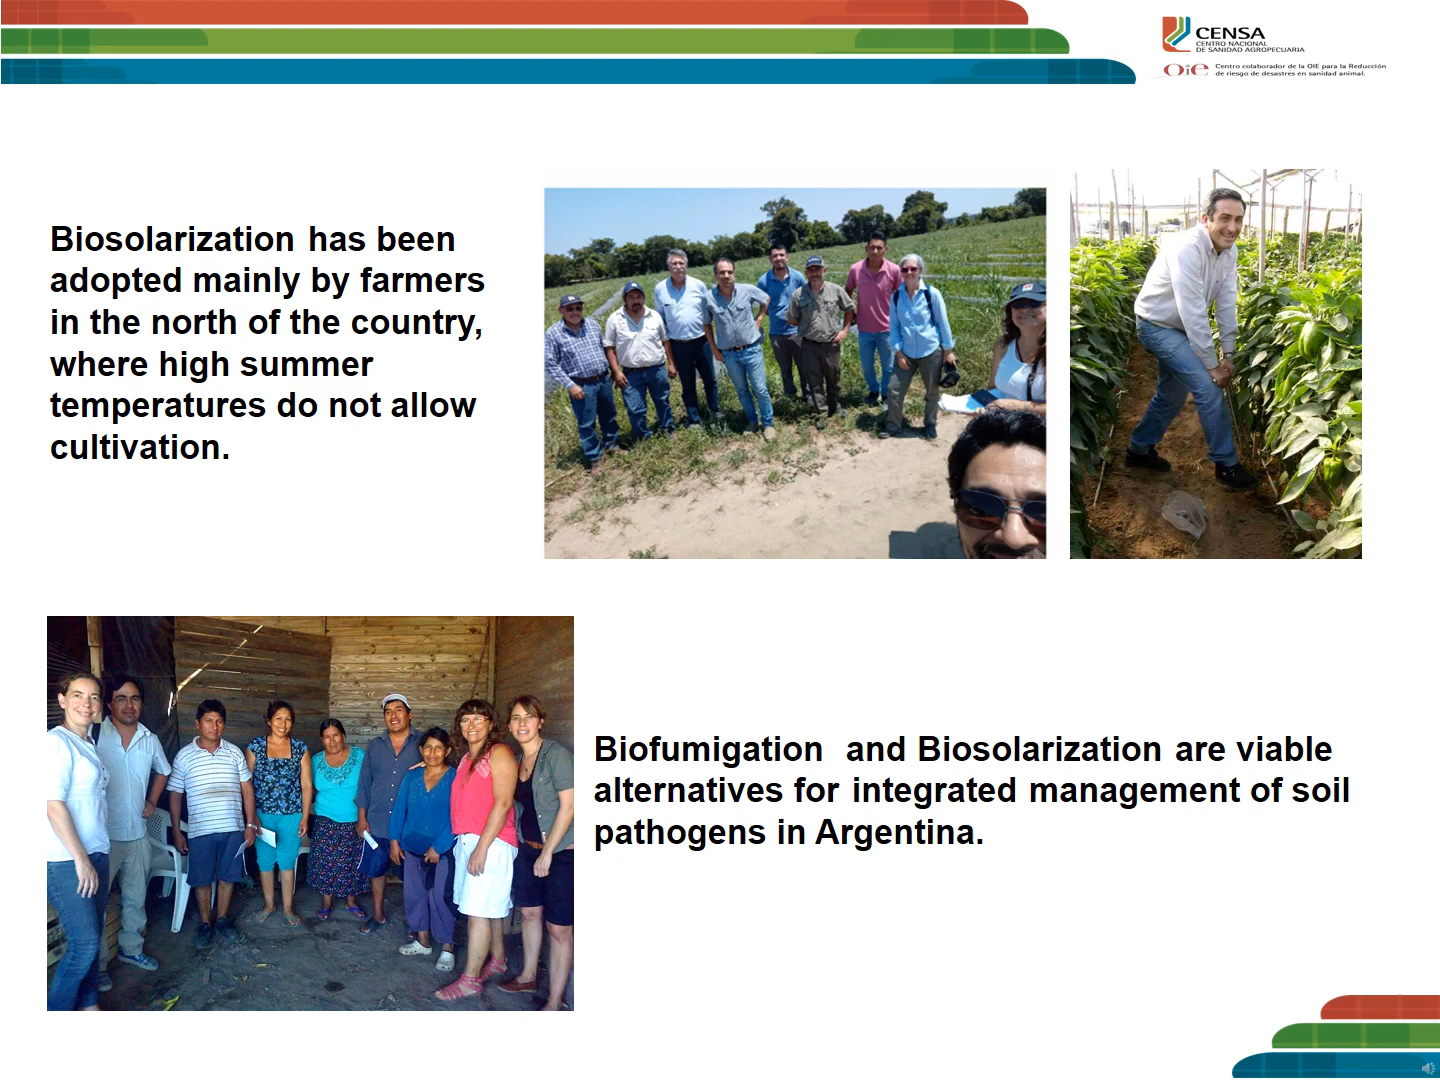 CENSA
CENTRO NACIONAL
DE SANIDAD AGROPECUARIA
Oie Centro colaborador de la OIE para la Reducción
de riesgo de desastres en sanidad animal.
Biosolarization has been
adopted mainly by farmers
in the north of the country,
where high summer
temperatures do not allow
cultivation.
Biofumigation and Biosolarization are viable
alternatives for integrated management of soil
pathogens in Argentina.